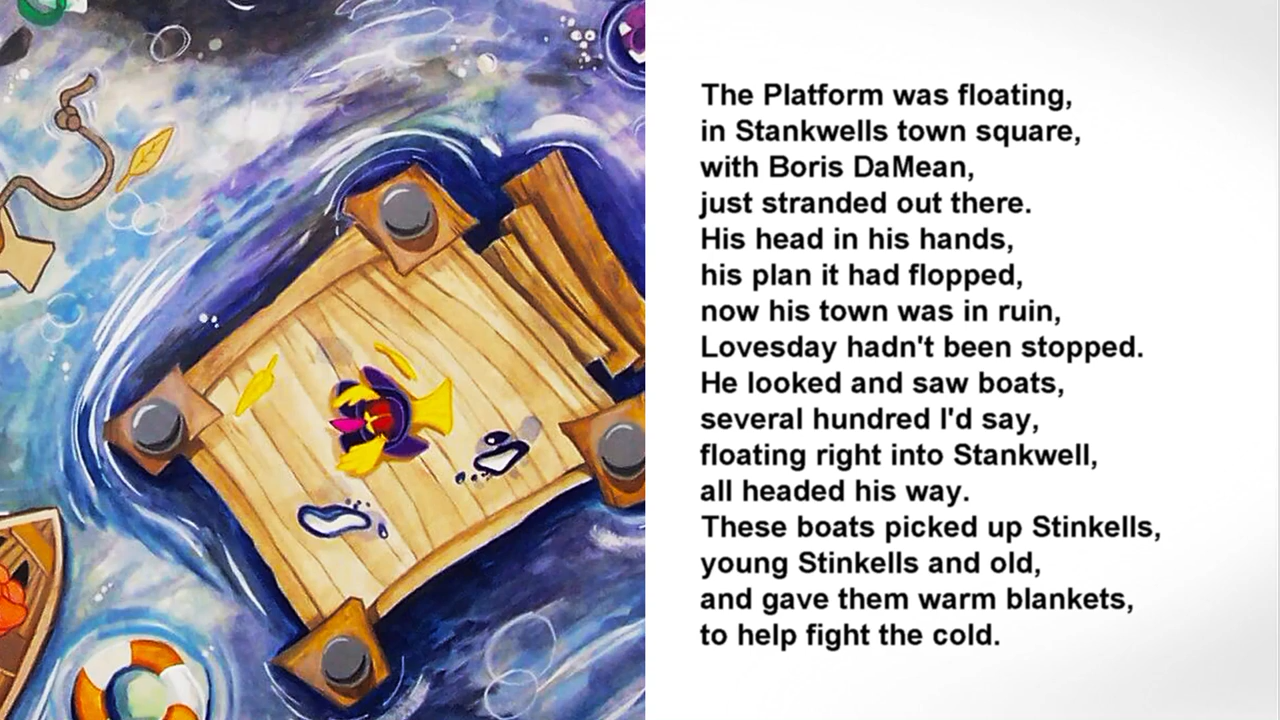 The Platform was floating,
in Stankwells town square,
with Boris DaMean,
just stranded out there.
His head in his hands,
his plan it had flopped,
now his town was in ruin,
Lovesday hadn't been stopped.
He looked and saw boats,
several hundred I'd say,
floating right into Stankwell,
all headed his way.
These boats picked up Stinkells,
young Stinkells and old,
and gave them warm blankets,
to help fight the cold.